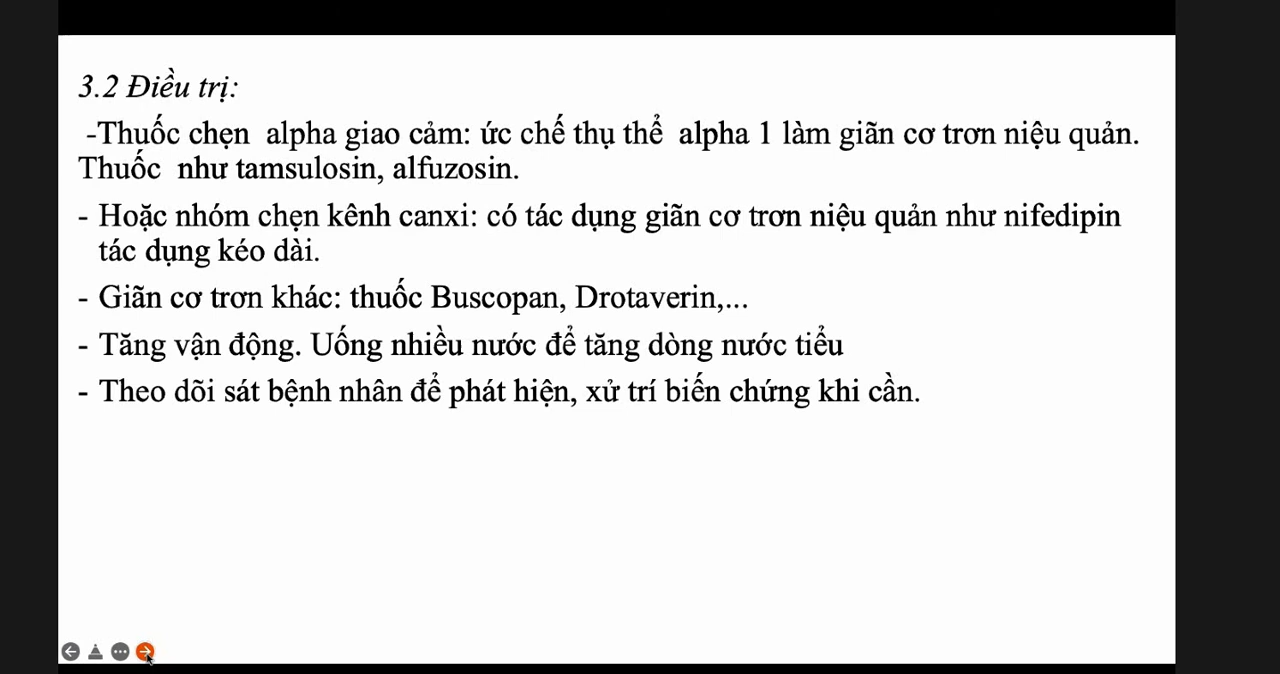 3.2 Điều trị:
-Thuốc chẹn alpha giao cảm: ức chế thụ thể alpha 1 làm giãn cơ trơn niệu quản.
Thuốc như tamsulosin, alfuzosin.
- Hoặc nhóm chẹn kênh canxi: có tác dụng giãn cơ trơn niệu quản như nifedipin
tác dụng kéo dài.
- Giãn cơ trơn khác: thuốc Buscopan, Drotaverin,...
- Tăng vận động. Uống nhiều nước để tăng dòng nước tiểu
- Theo dõi sát bệnh nhân để phát hiện, xử trí biến chứng khi cần.